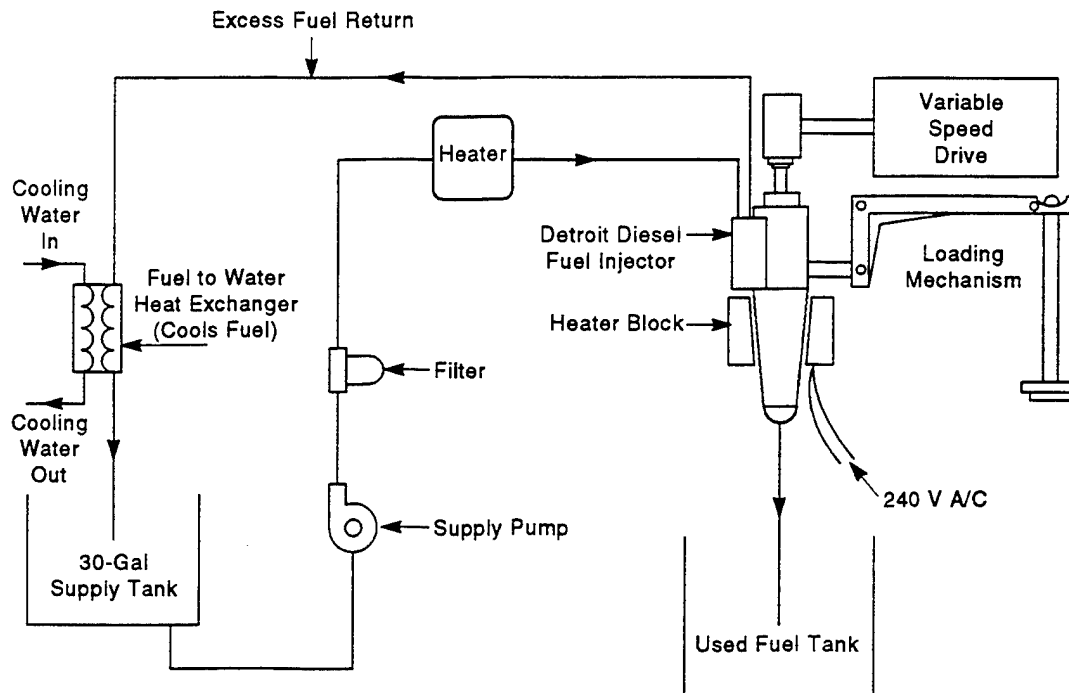 Excess Fuel Return
Variable
Speed
Drive
Heater
Cooling
Water
In
Detroit Diesel
Fuel Injector
Loading
Mechanism
Fuel to Water
Heat Exchanger
(Cools Fuel)
Heater Block
Filter
Cooling
Water
Out
240 V A/C
Supply Pump
30-Gal
Supply Tank
Used Fuel Tank